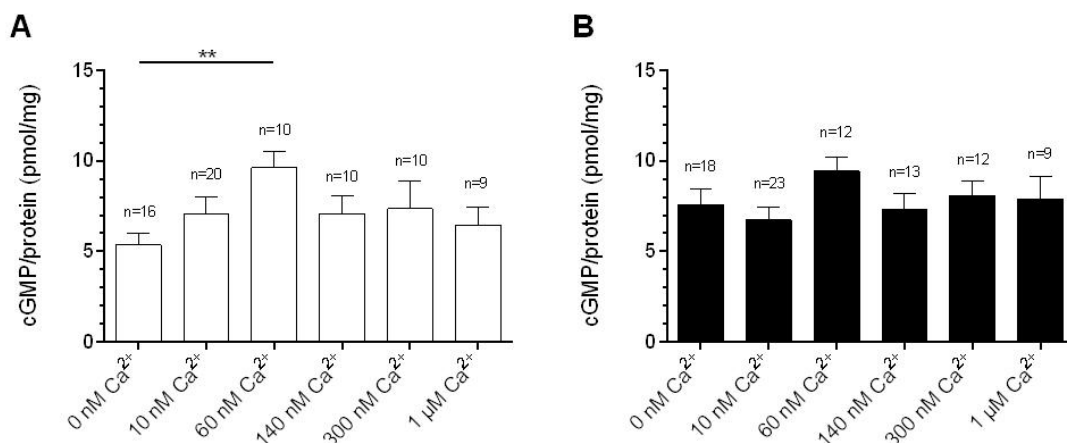 A
**
cGMP/protein (pmol/mg)
15
10
5
0
n=16
n=20
n=10
n=10
n=10
n=9
0 nM Ca²⁺
10 nM Ca²⁺
60 nM Ca²⁺
140 nM Ca²⁺
300 nM Ca²⁺
1 µM Ca²⁺
B
cGMP/protein (pmol/mg)
15
10
5
0
n=18
n=23
n=12
n=13
n=12
n=9
0 nM Ca²⁺
10 nM Ca²⁺
60 nM Ca²⁺
140 nM Ca²⁺
300 nM Ca²⁺
1 µM Ca²⁺